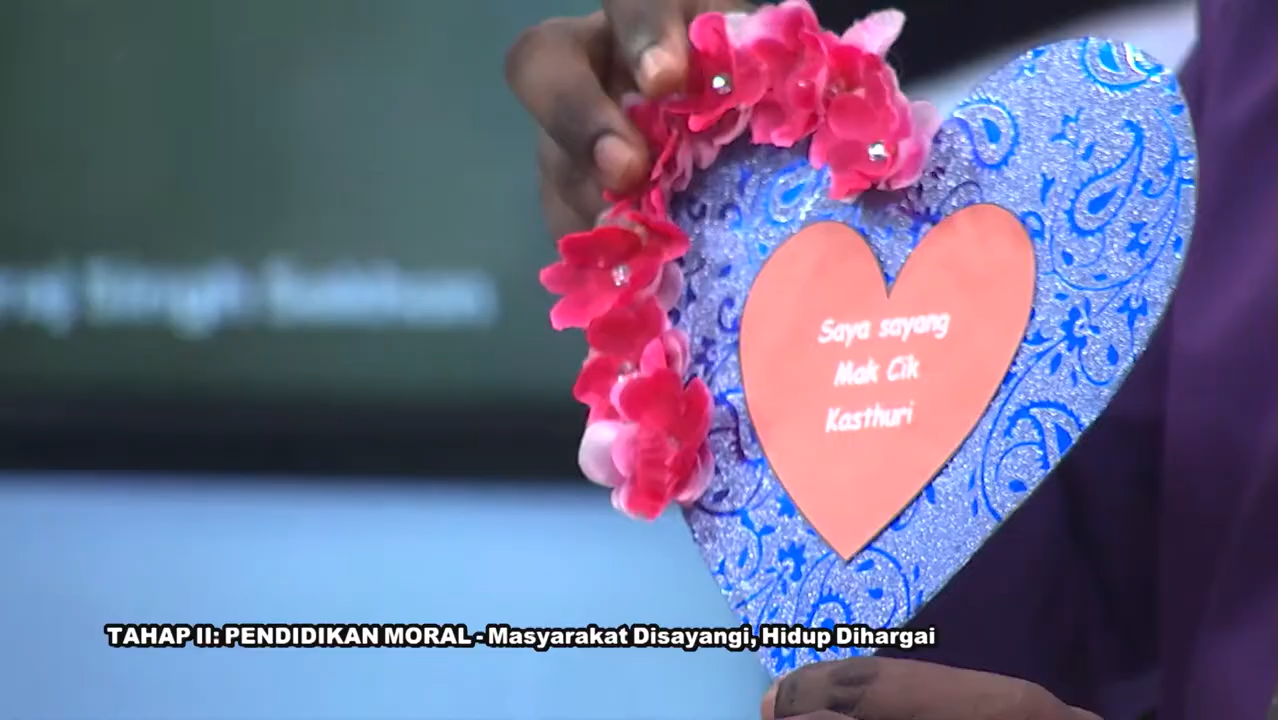 Saya sayang
Mak Cik
Kasthuri
TAHAP II: PENDIDIKAN MORAL - Masyarakat Disayangi, Hidup Dihargai